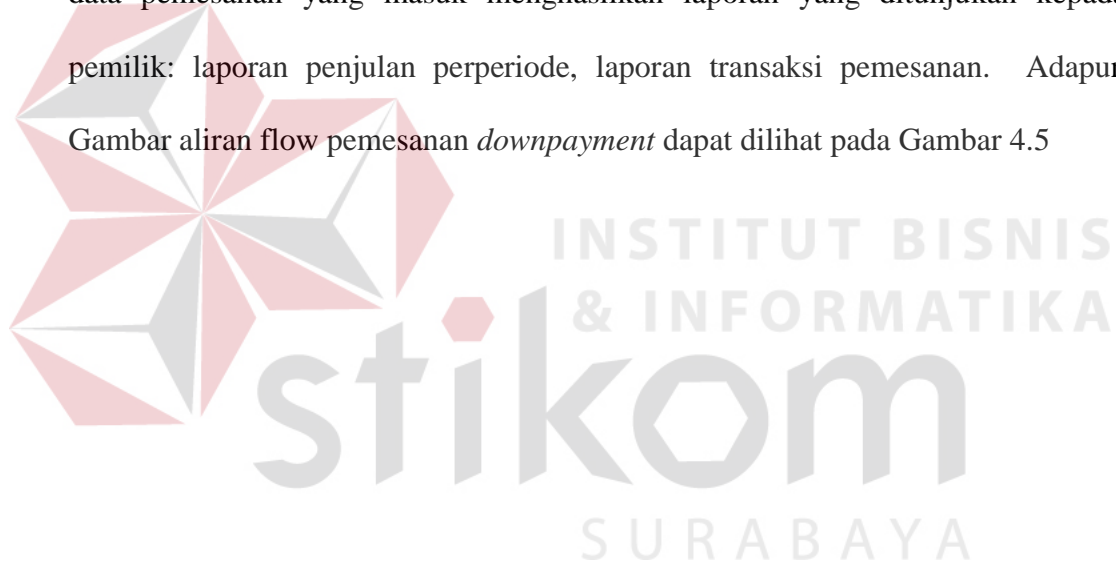 data pemesanan yang masuk menghasilkan laporan yang ditunjukan kepada
pemilik: laporan penjulan perperiode, laporan transaksi pemesanan. Adapun
Gambar aliran flow pemesanan downpayment dapat dilihat pada Gambar 4.5
INSTITUT BISNIS
& INFORMATIKA
stikom
SURABAYA